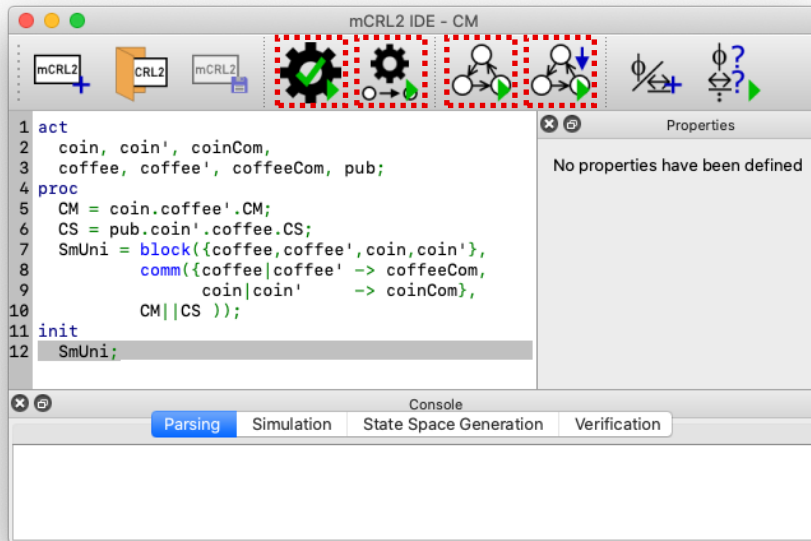 mCRL2 IDE - CM
mCRL2
CRL2
mCRL2
ϕ
ϕ?
?
Properties
No properties have been defined
1 act
2   coin, coin', coinCom,
3   coffee, coffee', coffeeCom, pub;
4 proc
5   CM = coin.coffee'.CM;
6   CS = pub.coin'.coffee.CS;
7   SmUni = block({coffee,coffee',coin,coin'},
8           comm({coffee|coffee' -> coffeeCom,
9                 coin|coin'     -> coinCom},
10           CM||CS ));
11 init
12   SmUni;
Console
Parsing Simulation State Space Generation Verification